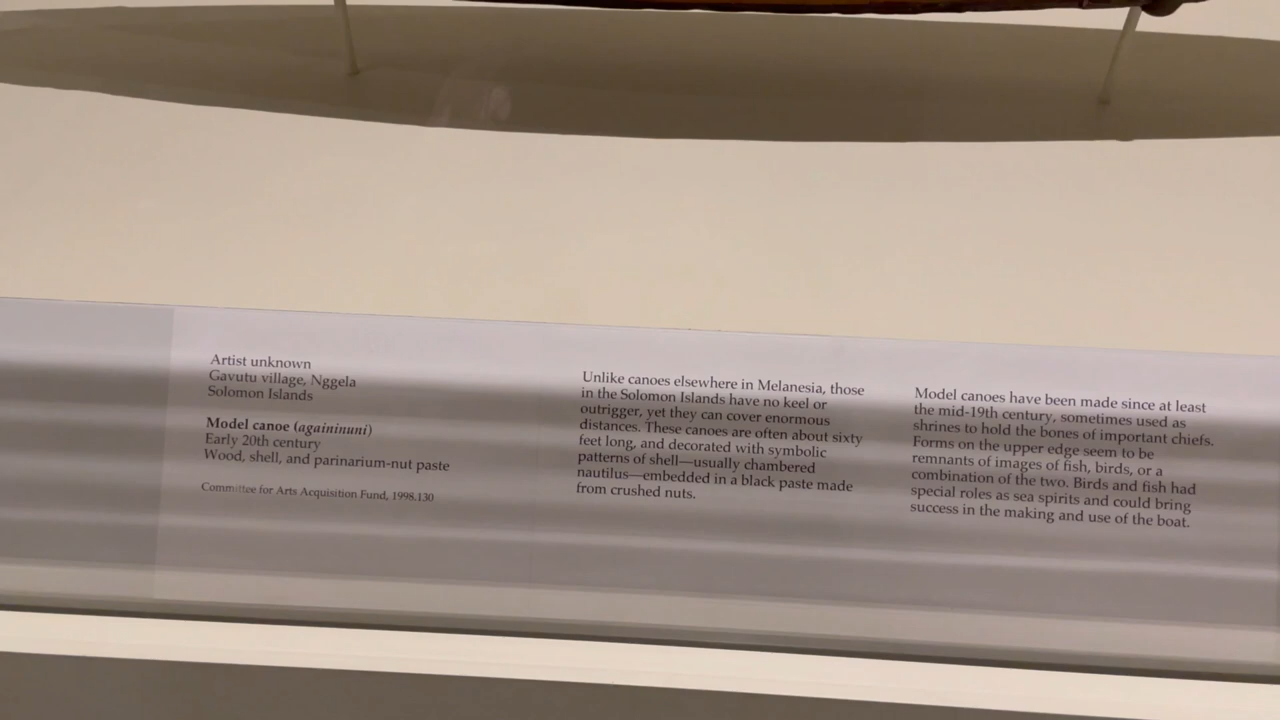 Artist unknown
Gavutu village, Nggela
Solomon Islands
Model canoe (againinuni)
Early 20th century
Wood, shell, and parinarium-nut paste
Committee for Arts Acquisition Fund, 1998.130
Unlike canoes elsewhere in Melanesia, those
in the Solomon Islands have no keel or
outrigger, yet they can cover enormous
distances. These canoes are often about sixty
feet long, and decorated with symbolic
patterns of shell—usually chambered
nautilus—embedded in a black paste made
from crushed nuts.
Model canoes have been made since at least
the mid-19th century, sometimes used as
shrines to hold the bones of important chiefs.
Forms on the upper edge seem to be
remnants of images of fish, birds, or a
combination of the two. Birds and fish had
special roles as sea spirits and could bring
success in the making and use of the boat.